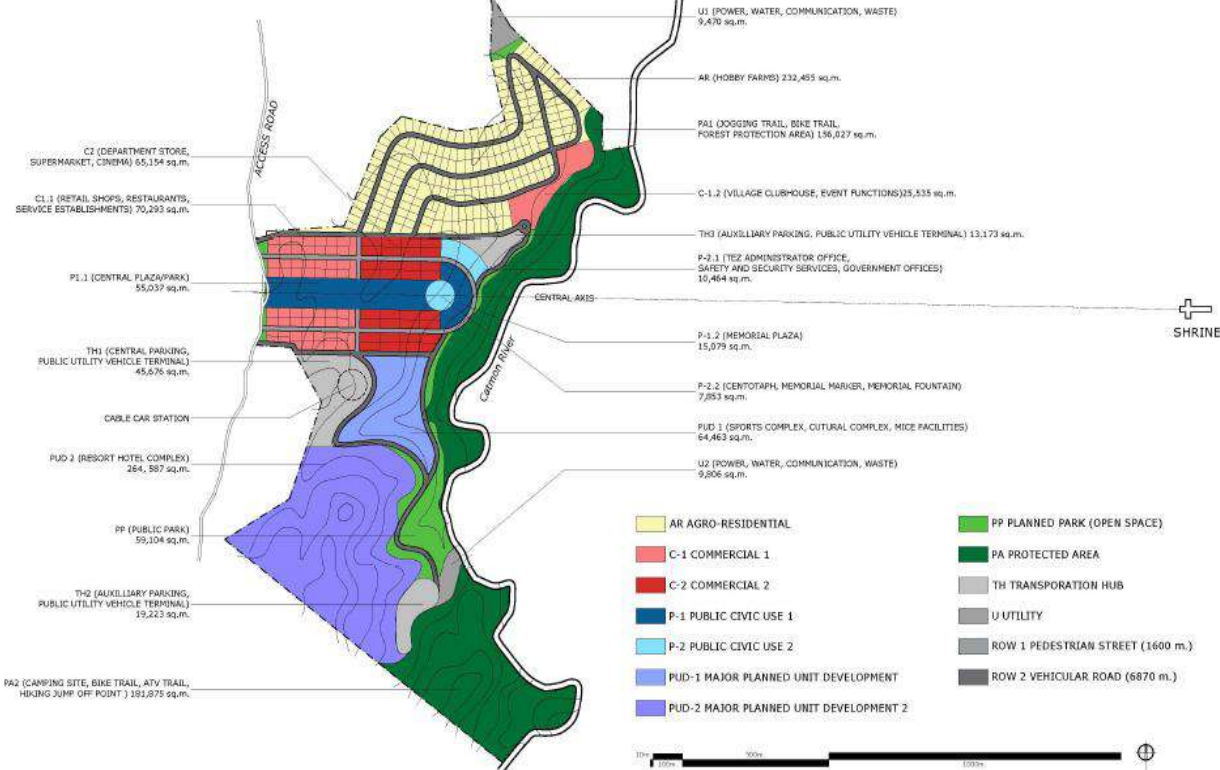 U1 (POWER, WATER, COMMUNICATION, WASTE)
9,470 sq.m.
AR (HOBBY FARMS) 232,455 sq.m.
PA1 (JOGGING TRAIL, BIKE TRAIL,
FOREST PROTECTION AREA) 136,027 sq.m.
C-1.2 (VILLAGE CLUBHOUSE, EVENT FUNCTIONS)25,535 sq.m.
TH3 (AUXILLIARY PARKING, PUBLIC UTILITY VEHICLE TERMINAL) 13,173 sq.m.
P-2.1 (TEZ ADMINISTRATOR OFFICE,
SAFETY AND SECURITY SERVICES, GOVERNMENT OFFICES)
10,464 sq.m.
CENTRAL AXIS
SHRINE
P-1.2 (MEMORIAL PLAZA)
15,079 sq.m.
P-2.2 (CENTOTAPH, MEMORIAL MARKER, MEMORIAL FOUNTAIN)
7,853 sq.m.
PUD 1 (SPORTS COMPLEX, CUTURAL COMPLEX, MICE FACILITIES)
64,463 sq.m.
U2 (POWER, WATER, COMMUNICATION, WASTE)
9,806 sq.m.
ACCESS ROAD
Catmon River
C2 (DEPARTMENT STORE,
SUPERMARKET, CINEMA) 65,154 sq.m.
C1.1 (RETAIL SHOPS, RESTAURANTS,
SERVICE ESTABLISHMENTS) 70,293 sq.m.
P1.1 (CENTRAL PLAZA/PARK)
55,037 sq.m.
TH1 (CENTRAL PARKING,
PUBLIC UTILITY VEHICLE TERMINAL)
45,676 sq.m.
CABLE CAR STATION
PUD 2 (RESORT HOTEL COMPLEX)
264, 587 sq.m.
PP (PUBLIC PARK)
59,104 sq.m.
TH2 (AUXILLIARY PARKING,
PUBLIC UTILITY VEHICLE TERMINAL)
19,223 sq.m.
PA2 (CAMPING SITE, BIKE TRAIL, ATV TRAIL,
HIKING JUMP OFF POINT ) 181,875 sq.m.
AR AGRO-RESIDENTIAL
C-1 COMMERCIAL 1
C-2 COMMERCIAL 2
P-1 PUBLIC CIVIC USE 1
P-2 PUBLIC CIVIC USE 2
PUD-1 MAJOR PLANNED UNIT DEVELOPMENT
PUD-2 MAJOR PLANNED UNIT DEVELOPMENT 2
PP PLANNED PARK (OPEN SPACE)
PA PROTECTED AREA
TH TRANSPORATION HUB
U UTILITY
ROW 1 PEDESTRIAN STREET (1600 m.)
ROW 2 VEHICULAR ROAD (6870 m.)
10m 500m
100m 1000m